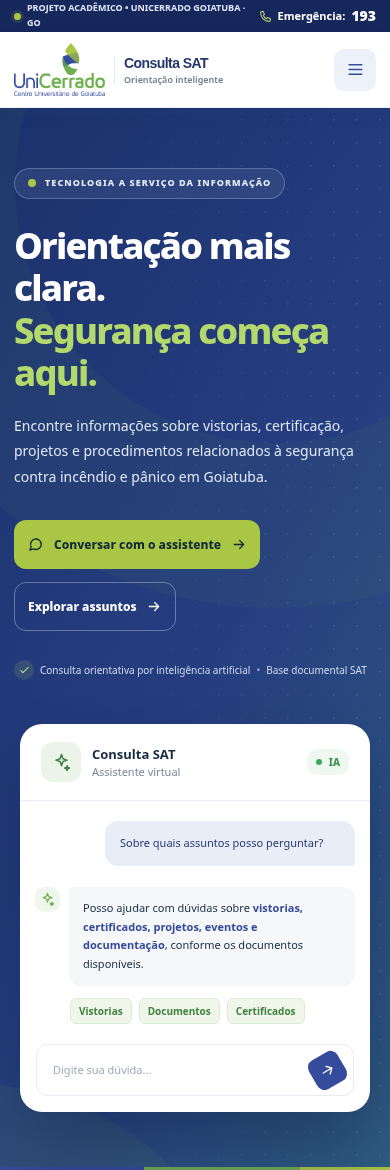 PROJETO ACADÊMICO • UNICERRADO GOIATUBA ·
GO
Emergência: 193
UniCerrado
Centro Universitário de Goiatuba
Consulta SAT
Orientação inteligente
TECNOLOGIA A SERVIÇO DA INFORMAÇÃO
Orientação mais
clara.
Segurança começa
aqui.
Encontre informações sobre vistorias, certificação,
projetos e procedimentos relacionados à segurança
contra incêndio e pânico em Goiatuba.
Conversar com o assistente
Explorar assuntos
Consulta orientativa por inteligência artificial • Base documental SAT
Consulta SAT
Assistente virtual
IA
Sobre quais assuntos posso perguntar?
Posso ajudar com dúvidas sobre vistorias,
certificados, projetos, eventos e
documentação, conforme os documentos
disponíveis.
Vistorias
Documentos
Certificados
Digite sua dúvida...